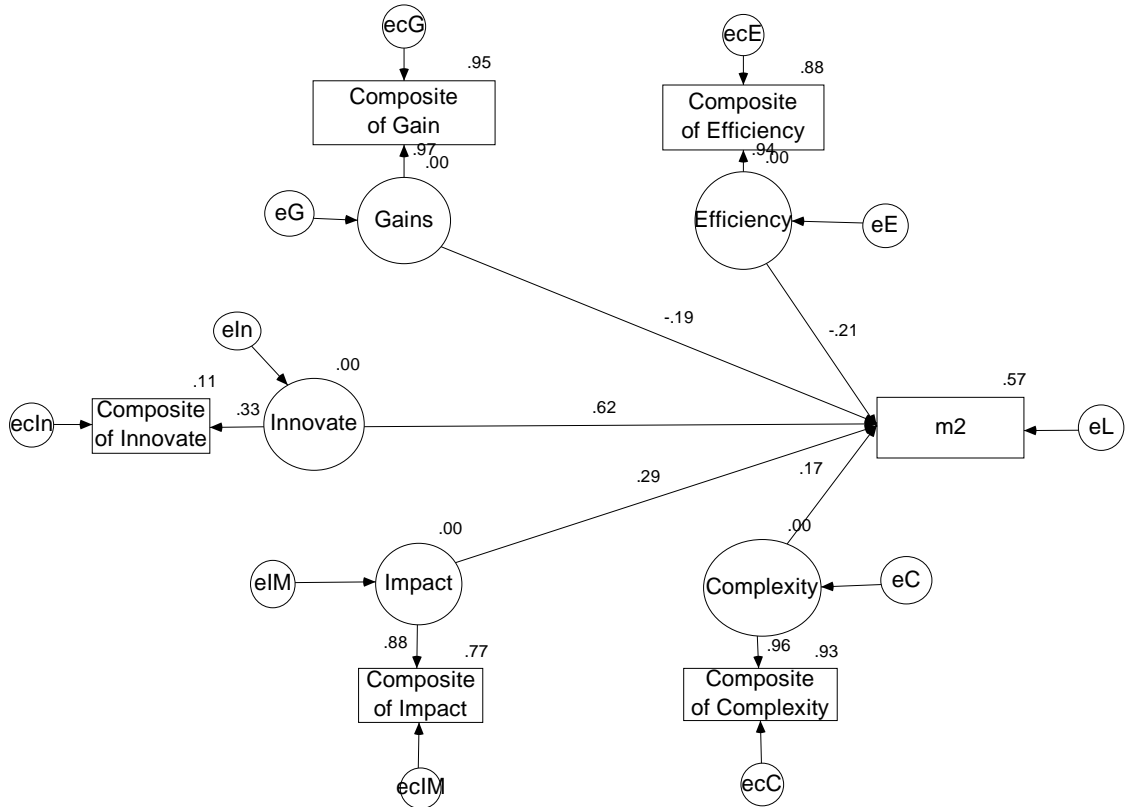 ecG
ecE
.95
.88
Composite
of Gain
Composite
of Efficiency
.97
.00
.94
.00
eG
Gains
Efficiency
eE
-.19
-.21
eIn
.00
.11
.57
Composite
of Innovate
ecIn
.33
Innovate
.62
m2
eL
.29
.17
.00
.00
eIM
Impact
Complexity
eC
.88
.77
.96
.93
Composite
of Impact
Composite
of Complexity
ecIM
ecC